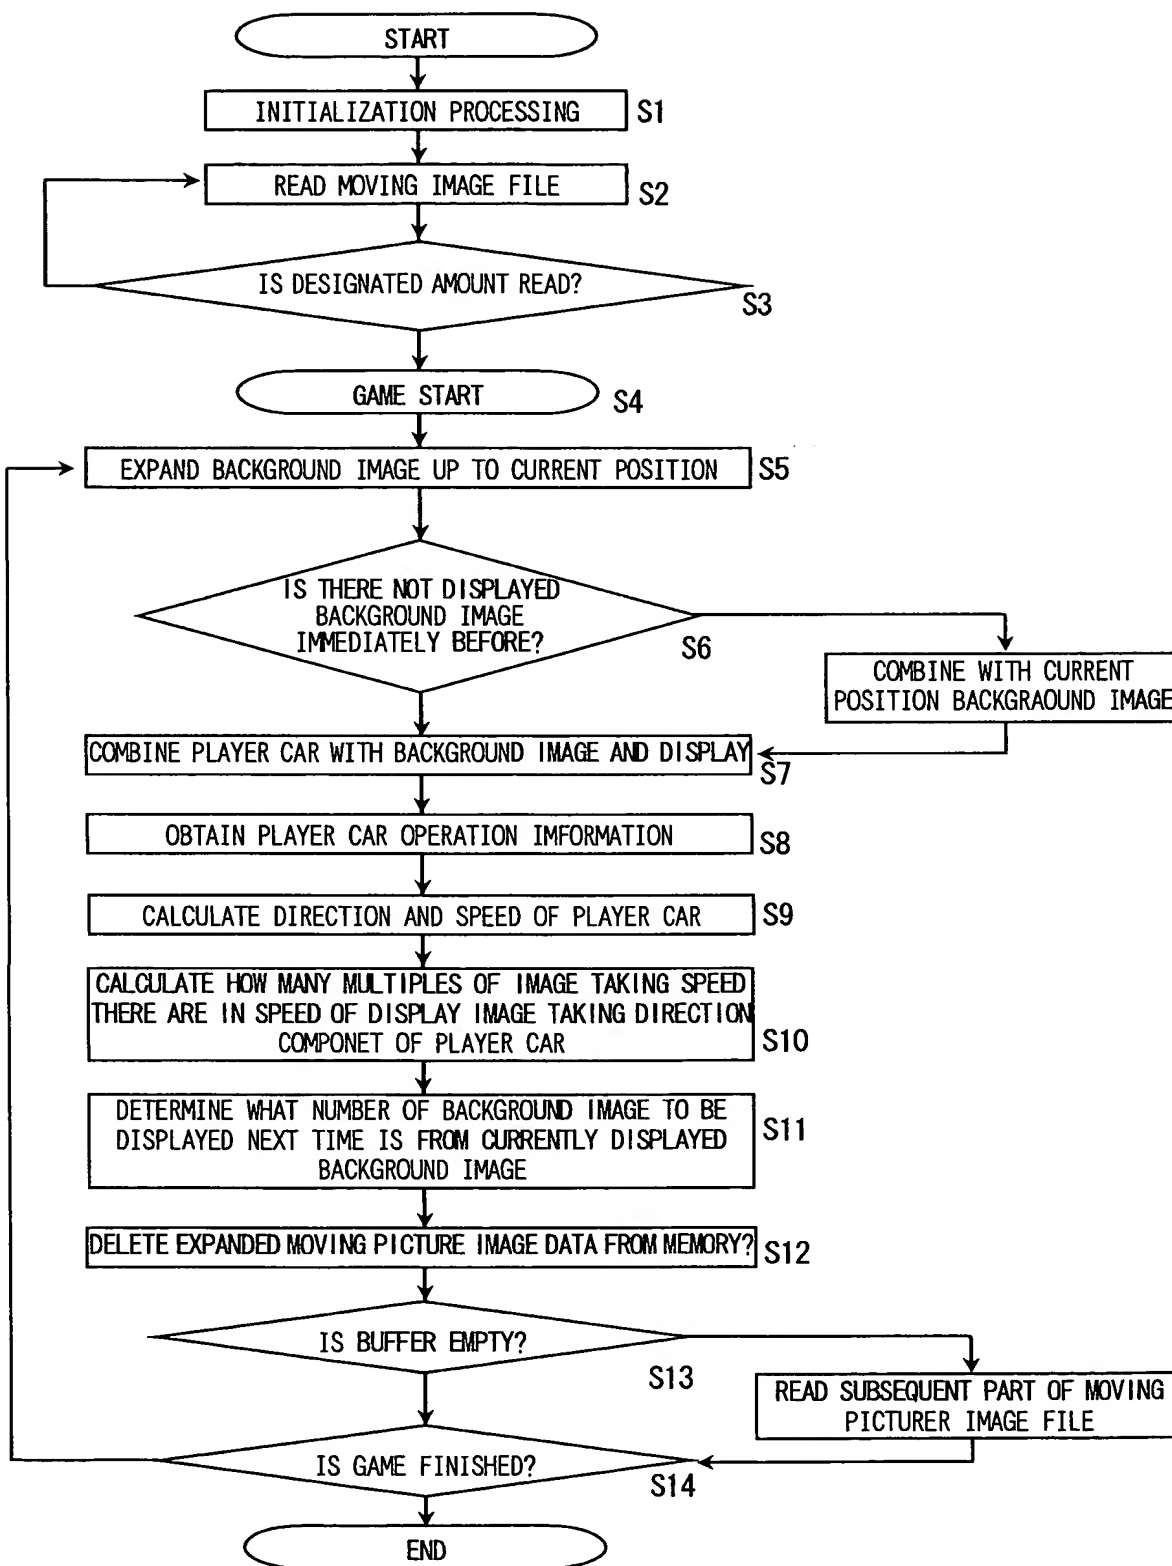 START
INITIALIZATION PROCESSING
S1
READ MOVING IMAGE FILE
S2
IS DESIGNATED AMOUNT READ?
S3
GAME START
S4
EXPAND BACKGROUND IMAGE UP TO CURRENT POSITION
S5
IS THERE NOT DISPLAYED
BACKGROUND IMAGE
IMMEDIATELY BEFORE?
S6
COMBINE WITH CURRENT
POSITION BACKGRAOUND IMAGE
COMBINE PLAYER CAR WITH BACKGROUND IMAGE AND DISPLAY
S7
OBTAIN PLAYER CAR OPERATION IMFORMATION
S8
CALCULATE DIRECTION AND SPEED OF PLAYER CAR
S9
CALCULATE HOW MANY MULTIPLES OF IMAGE TAKING SPEED
THERE ARE IN SPEED OF DISPLAY IMAGE TAKING DIRECTION
COMPONET OF PLAYER CAR
S10
DETERMINE WHAT NUMBER OF BACKGROUND IMAGE TO BE
DISPLAYED NEXT TIME IS FROM CURRENTLY DISPLAYED
BACKGROUND IMAGE
S11
DELETE EXPANDED MOVING PICTURE IMAGE DATA FROM MEMORY?
S12
IS BUFFER EMPTY?
S13
READ SUBSEQUENT PART OF MOVING
PICTURER IMAGE FILE
IS GAME FINISHED?
S14
END